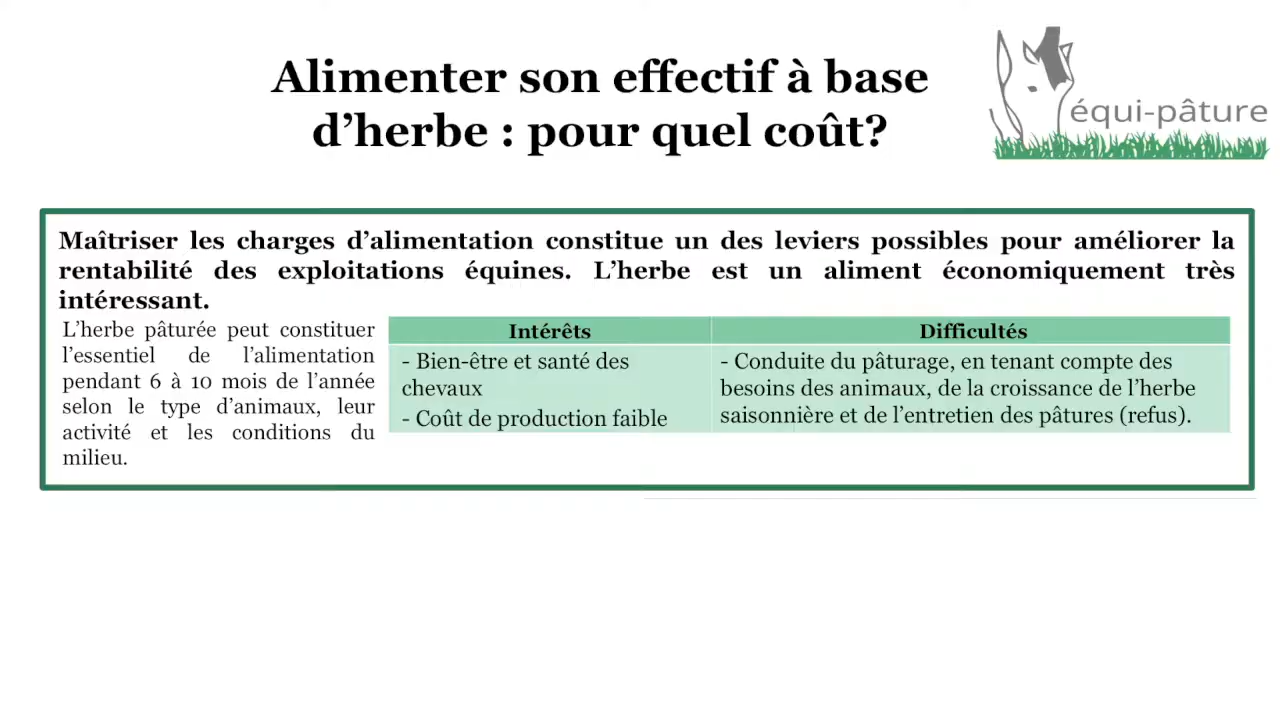 Alimenter son effectif à base
d’herbe : pour quel coût?
équi-pâture
Maîtriser les charges d’alimentation constitue un des leviers possibles pour améliorer la
rentabilité des exploitations équines. L’herbe est un aliment économiquement très
intéressant.
L’herbe pâturée peut constituer
l’essentiel de l’alimentation
pendant 6 à 10 mois de l’année
selon le type d’animaux, leur
activité et les conditions du
milieu.
Intérêts
- Bien-être et santé des
chevaux
- Coût de production faible
Difficultés
- Conduite du pâturage, en tenant compte des
besoins des animaux, de la croissance de l’herbe
saisonnière et de l’entretien des pâtures (refus).